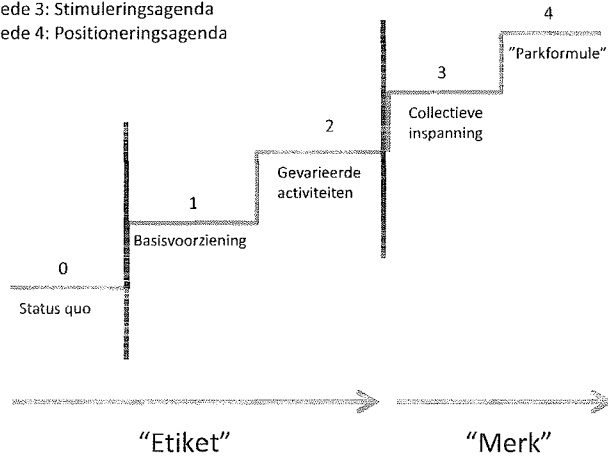 ede 3: Stimuleringsagenda
ede 4: Positioneringsagenda
4
"Parkformule"
3
Collectieve
inspanning
2
Gevarieerde
activiteiten
1
Basisvoorziening
0
Status quo
"Etiket"
"Merk"